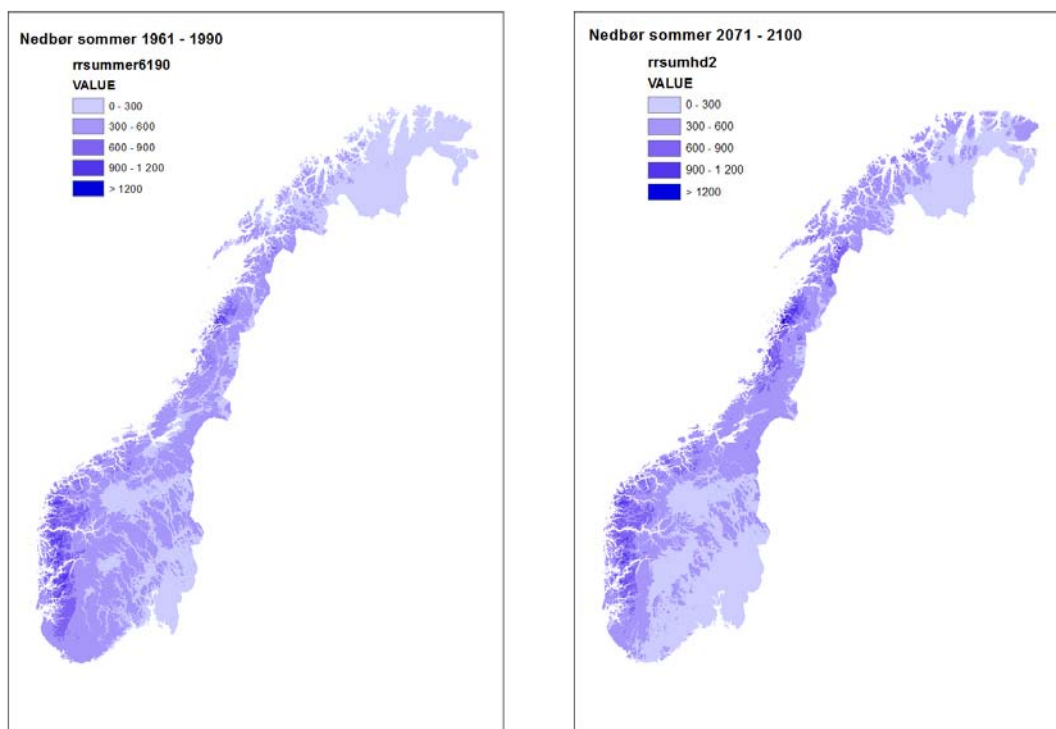 Nedbør sommer 1961 - 1990
rrsummer6190
VALUE
0 - 300
300 - 600
600 - 900
900 - 1 200
> 1200
Nedbør sommer 2071 - 2100
rrsumhd2
VALUE
0 - 300
300 - 600
600 - 900
900 - 1 200
> 1200